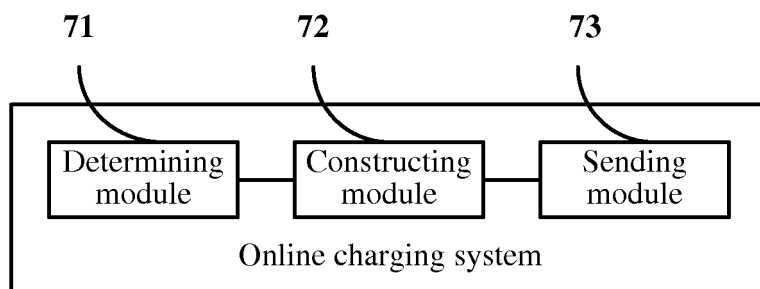 71 72 73
Determining module
Constructing module
Sending module
Online charging system